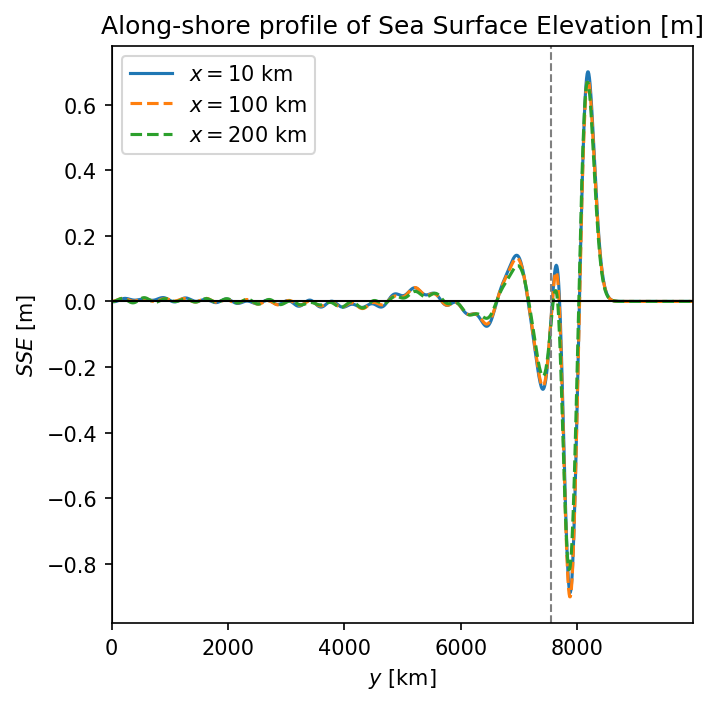 Along-shore profile of Sea Surface Elevation [m]
x = 10 km
x = 100 km
x = 200 km
0.6
0.4
0.2
0.0
−0.2
−0.4
−0.6
−0.8
SSE [m]
0 2000 4000 6000 8000
y [km]